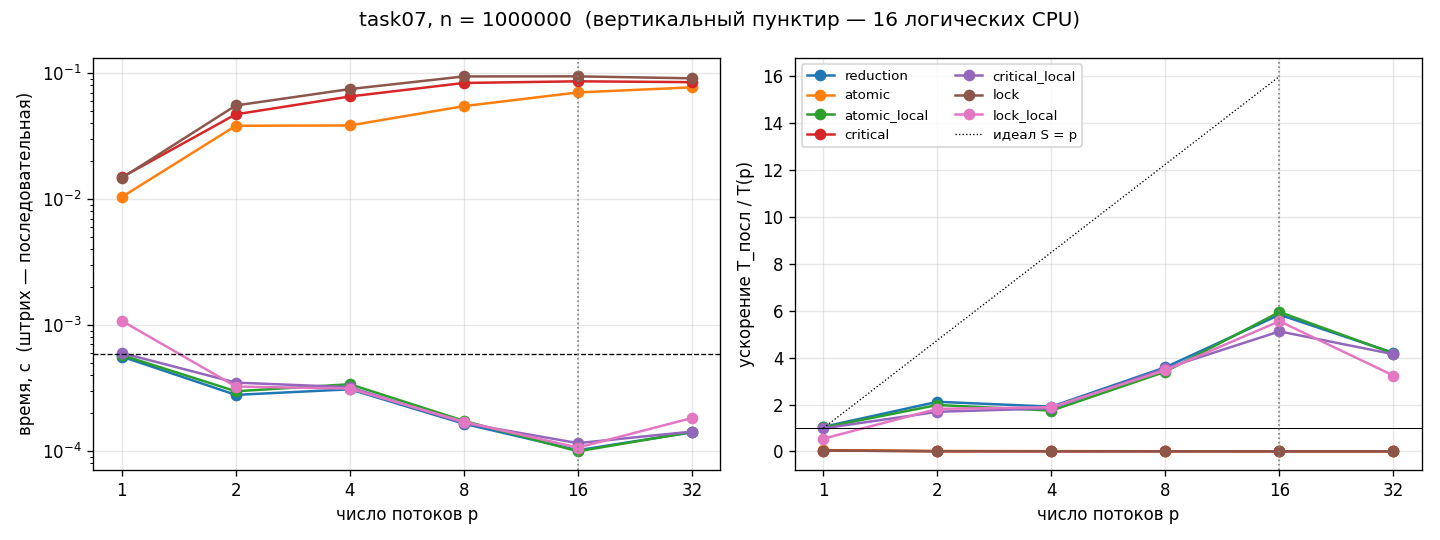 task07, n = 1000000  (вертикальный пунктир — 16 логических CPU)
время, с  (штрих — последовательная)
10⁻¹
10⁻²
10⁻³
10⁻⁴
1 2 4 8 16 32
число потоков p
ускорение T_посл / T(p)
16
14
12
10
8
6
4
2
0
reduction
atomic
atomic_local
critical
critical_local
lock
lock_local
идеал S = p
1 2 4 8 16 32
число потоков p